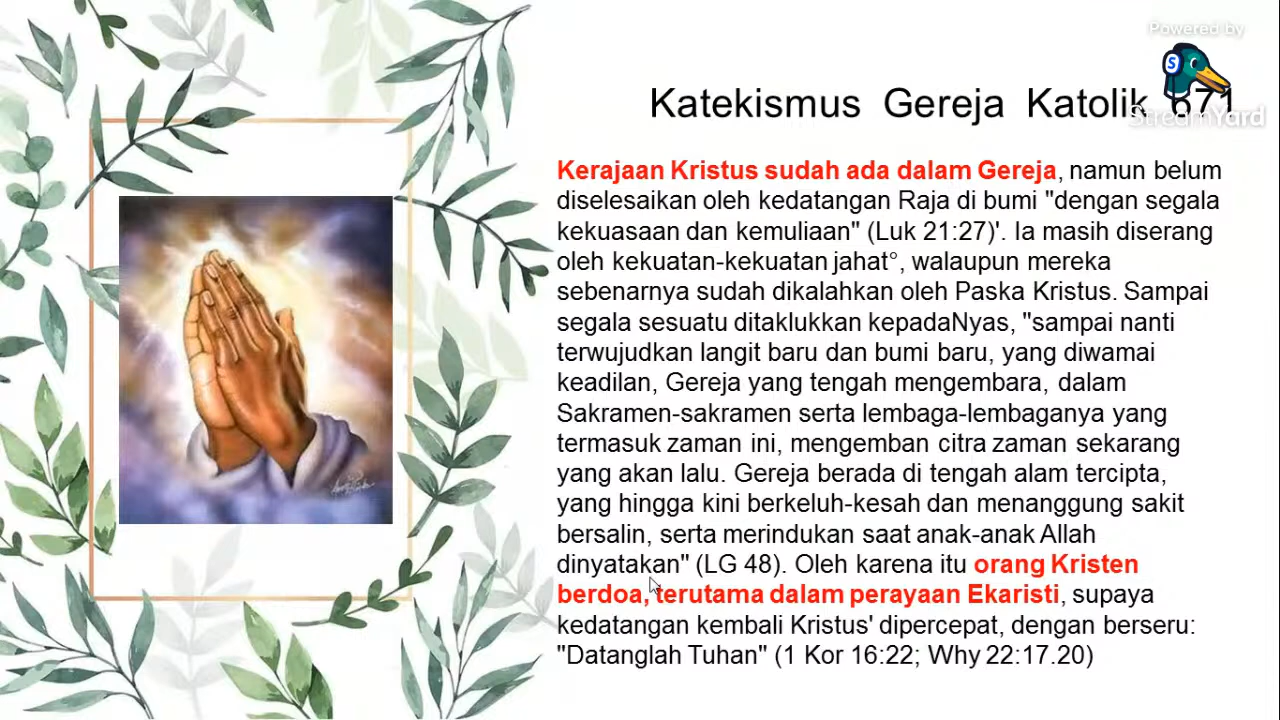 Powered by
StreamYard
Katekismus Gereja Katolik 671
Kerajaan Kristus sudah ada dalam Gereja, namun belum
diselesaikan oleh kedatangan Raja di bumi "dengan segala
kekuasaan dan kemuliaan" (Luk 21:27)'. Ia masih diserang
oleh kekuatan-kekuatan jahat°, walaupun mereka
sebenarnya sudah dikalahkan oleh Paska Kristus. Sampai
segala sesuatu ditaklukkan kepadaNyas, "sampai nanti
terwujudkan langit baru dan bumi baru, yang diwamai
keadilan, Gereja yang tengah mengembara, dalam
Sakramen-sakramen serta lembaga-lembaganya yang
termasuk zaman ini, mengemban citra zaman sekarang
yang akan lalu. Gereja berada di tengah alam tercipta,
yang hingga kini berkeluh-kesah dan menanggung sakit
bersalin, serta merindukan saat anak-anak Allah
dinyatakan" (LG 48). Oleh karena itu orang Kristen
berdoa, terutama dalam perayaan Ekaristi, supaya
kedatangan kembali Kristus' dipercepat, dengan berseru:
"Datanglah Tuhan" (1 Kor 16:22; Why 22:17.20)